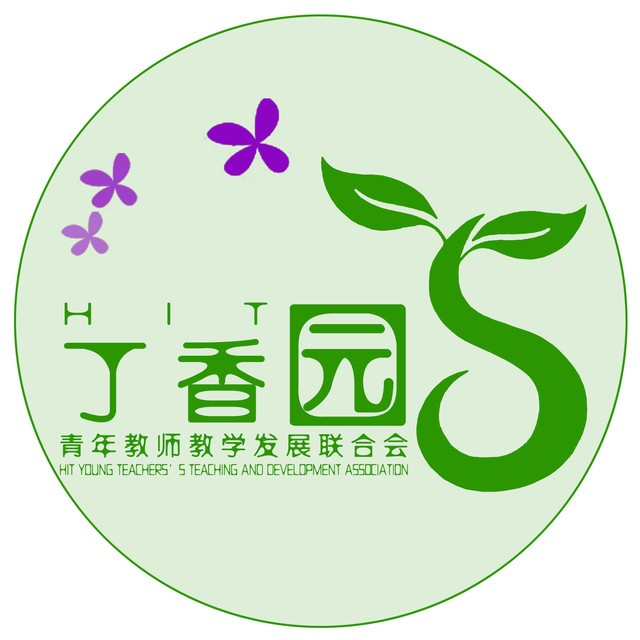 HIT
丁香园
青年教师教学发展联合会
HIT YOUNG TEACHERS' S TEACHING AND DEVELOPMENT ASSOCIATION